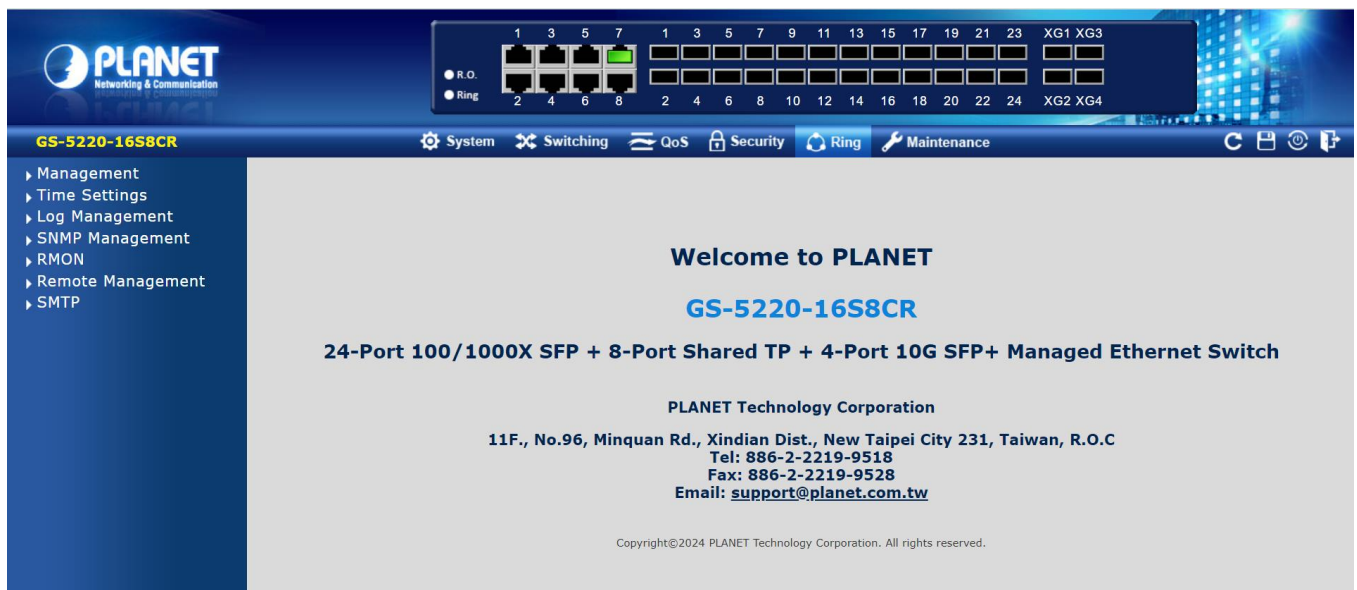 PLANET
Networking & Communication
1 3 5 7 1 3 5 7 9 11 13 15 17 19 21 23 XG1 XG3
R.O.
Ring
2 4 6 8 2 4 6 8 10 12 14 16 18 20 22 24 XG2 XG4
GS-5220-16S8CR
System Switching QoS Security Ring Maintenance
Management
Time Settings
Log Management
SNMP Management
RMON
Remote Management
SMTP
Welcome to PLANET
GS-5220-16S8CR
24-Port 100/1000X SFP + 8-Port Shared TP + 4-Port 10G SFP+ Managed Ethernet Switch
PLANET Technology Corporation
11F., No.96, Minquan Rd., Xindian Dist., New Taipei City 231, Taiwan, R.O.C
Tel: 886-2-2219-9518
Fax: 886-2-2219-9528
Email: support@planet.com.tw
Copyright©2024 PLANET Technology Corporation. All rights reserved.